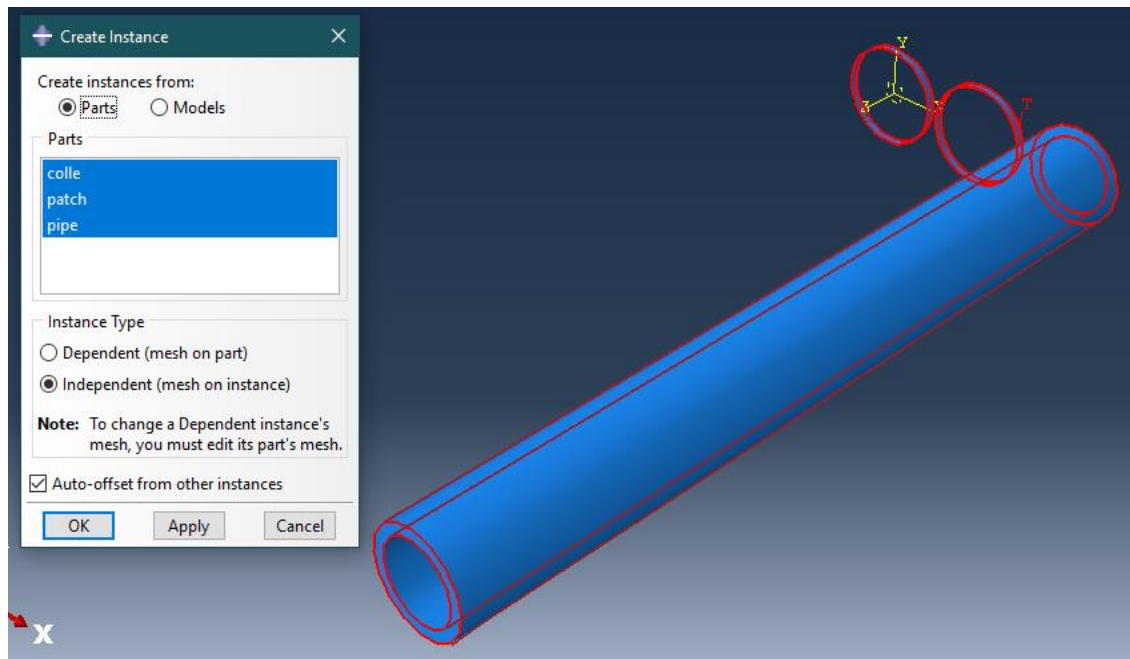 Create Instance
Create instances from:
Parts Models
Parts
colle
patch
pipe
Instance Type
Dependent (mesh on part)
Independent (mesh on instance)
Note: To change a Dependent instance's
mesh, you must edit its part's mesh.
Auto-offset from other instances
OK Apply Cancel
Y
Z X
T
X